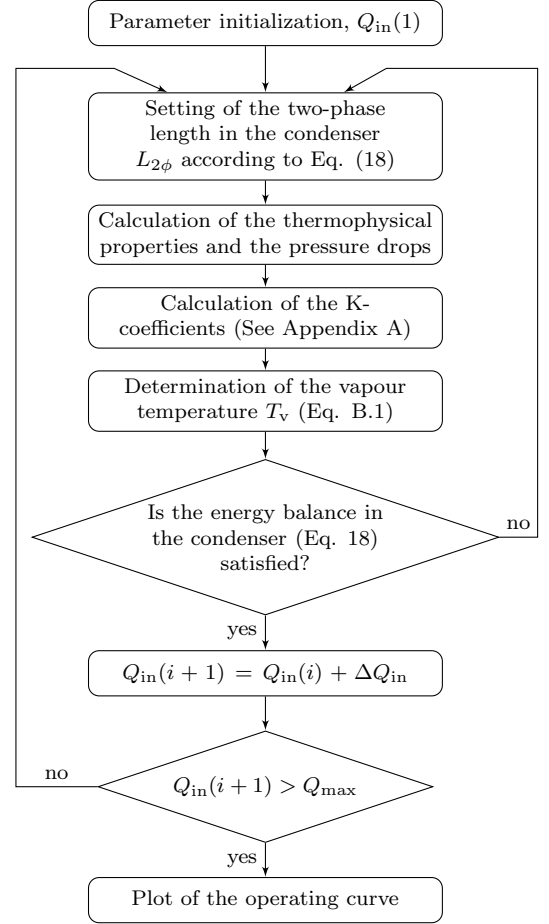 Parameter initialization, Q_in(1)
Setting of the two-phase
length in the condenser
L_2ϕ according to Eq. (18)
Calculation of the thermophysical
properties and the pressure drops
Calculation of the K-
coefficients (See Appendix A)
Determination of the vapour
temperature T_v (Eq. B.1)
Is the energy balance in
the condenser (Eq. 18)
satisfied?
no
yes
Q_in(i + 1) = Q_in(i) + ΔQ_in
Q_in(i + 1) > Q_max
no
yes
Plot of the operating curve